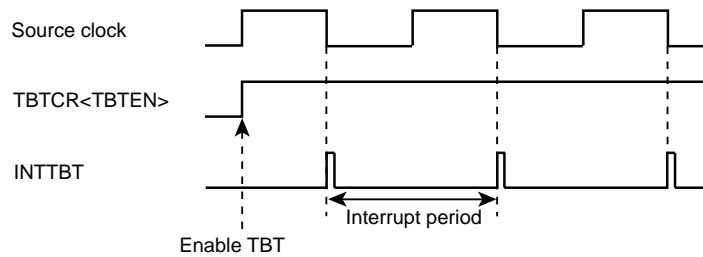 Source clock
TBTCR<TBTEN>
INTTBT
Interrupt period
Enable TBT